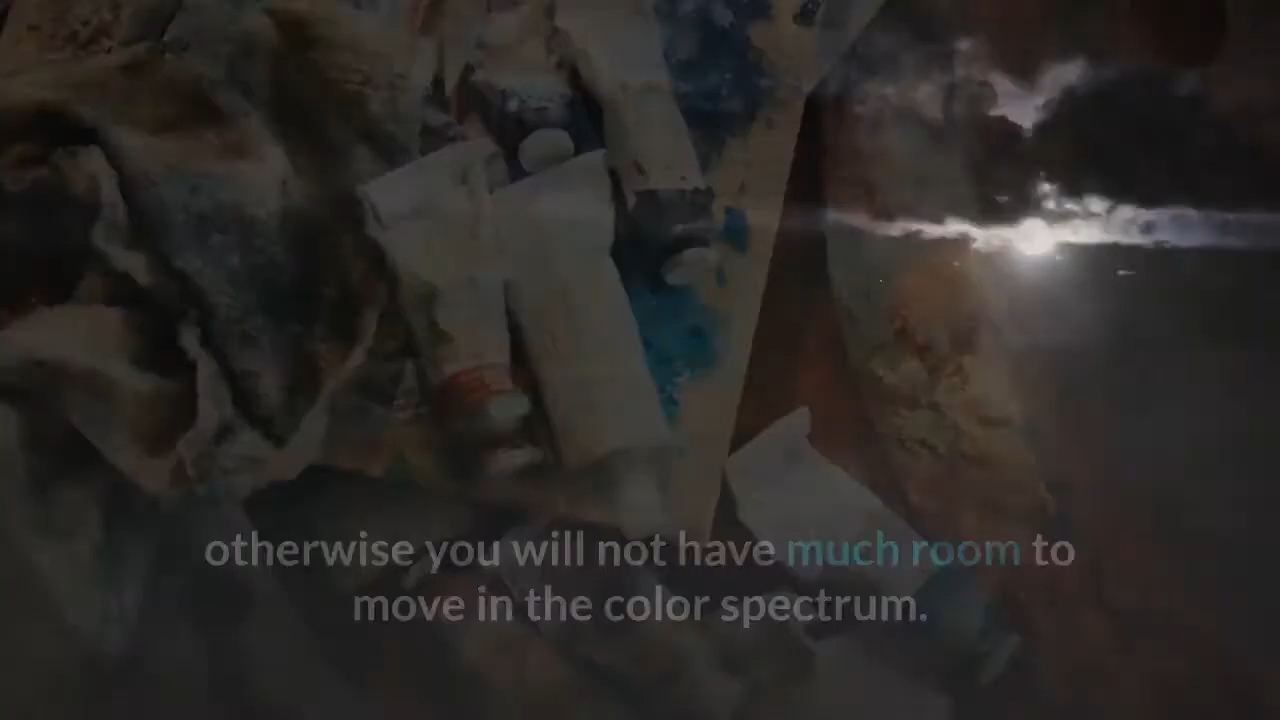 otherwise you will not have much room to
move in the color spectrum.